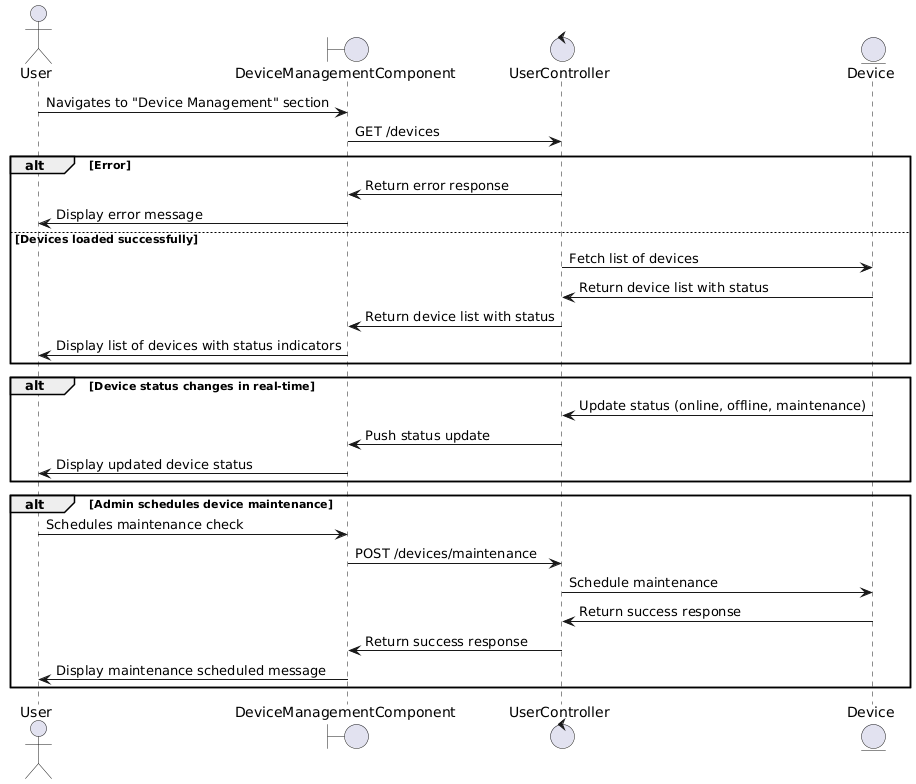 User
DeviceManagementComponent
UserController
Device
Navigates to "Device Management" section
GET /devices
alt [Error]
Return error response
Display error message
[Devices loaded successfully]
Fetch list of devices
Return device list with status
Return device list with status
Display list of devices with status indicators
alt [Device status changes in real-time]
Update status (online, offline, maintenance)
Push status update
Display updated device status
alt [Admin schedules device maintenance]
Schedules maintenance check
POST /devices/maintenance
Schedule maintenance
Return success response
Return success response
Display maintenance scheduled message
User
DeviceManagementComponent
UserController
Device